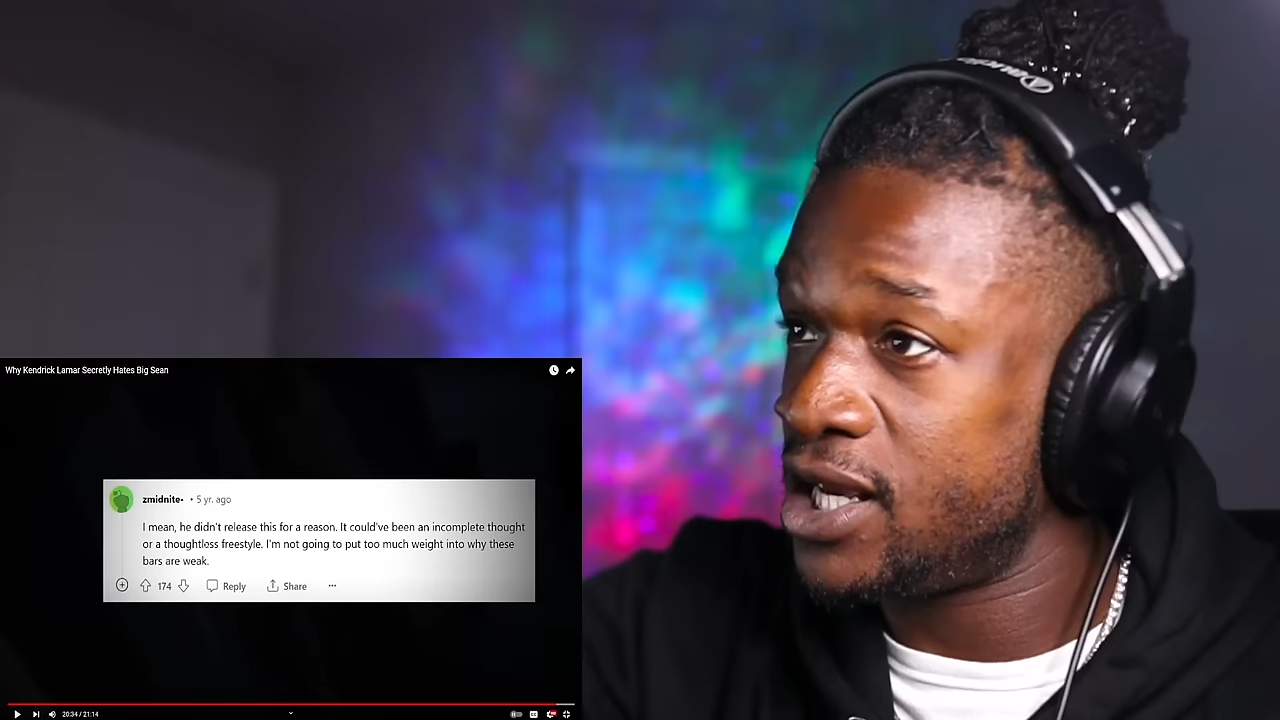 Why Kendrick Lamar Secretly Hates Big Sean
zmidnite- • 5 yr. ago
I mean, he didn't release this for a reason. It could've been an incomplete thought
or a thoughtless freestyle. I'm not going to put too much weight into why these
bars are weak.
174 Reply Share ...
20:34 / 21:14